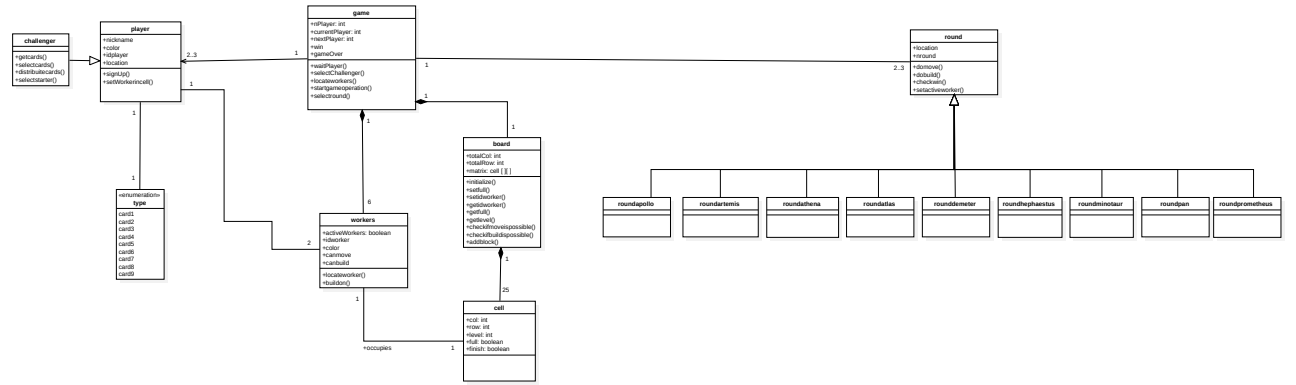 challenger
+getcards()
+selectcards()
+distribuitecards()
+selectstarter()
player
+nickname
+color
+idplayer
+location
+signUp()
+setWorkerincell()
game
+nPlayer: int
+currentPlayer: int
+nextPlayer: int
+win
+gameOver
+waitPlayer()
+selectChallenger()
+locateworkers()
+startgameoperation()
+selectround()
round
+location
+nround
+domove()
+dobuild()
+checkwin()
+setactiveworker()
2..3
1
1
2..3
1
1
1
1
1
1
6
2
«enumeration»
type
card1
card2
card3
card4
card5
card6
card7
card8
card9
workers
+activeWorkers: boolean
+idworker
+color
+canmove
+canbuild
+locateworker()
+buildon()
board
+totalCol: int
+totalRow: int
+matrix: cell [ ][ ]
+initialize()
+setfull()
+setidworker()
+getidworker()
+getfull()
+getlevel()
+checkifmoveispossible()
+checkifbuildispossible()
+addblock()
1
25
cell
+col: int
+row: int
+level: int
+full: boolean
+finish: boolean
1
+occupies
1
roundapollo
roundartemis
roundathena
roundatlas
rounddemeter
roundhephaestus
roundminotaur
roundpan
roundprometheus